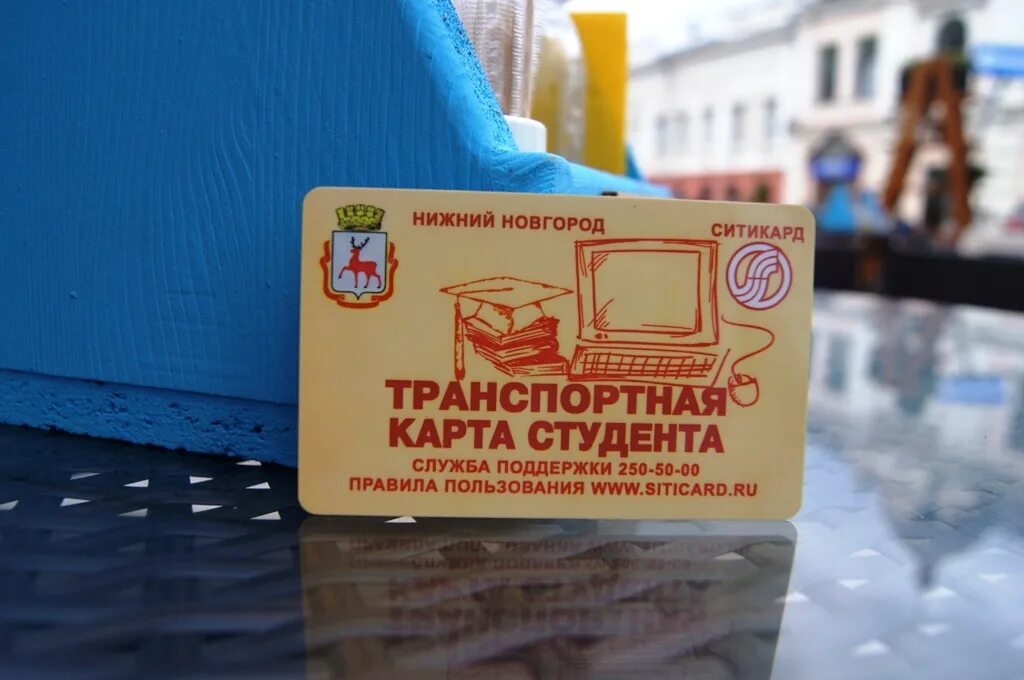 НИЖНИЙ НОВГОРОД
СИТИКАРД
ТРАНСПОРТНАЯ
КАРТА СТУДЕНТА
СЛУЖБА ПОДДЕРЖКИ 250-50-00
ПРАВИЛА ПОЛЬЗОВАНИЯ WWW.SITICARD.RU